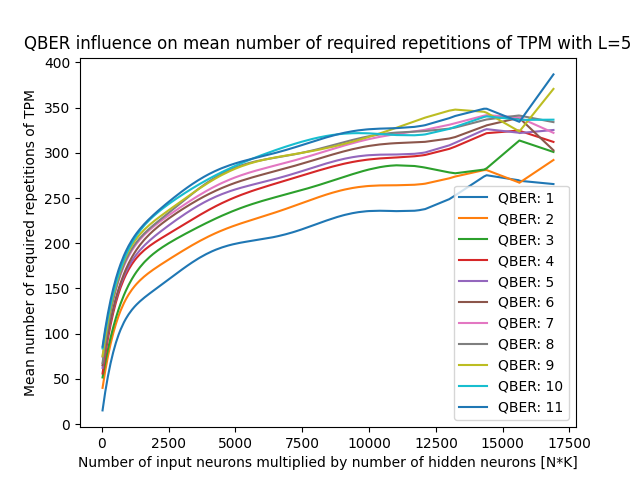 QBER influence on mean number of required repetitions of TPM with L=5
Mean number of required repetitions of TPM
400
350
300
250
200
150
100
50
0
QBER: 1
QBER: 2
QBER: 3
QBER: 4
QBER: 5
QBER: 6
QBER: 7
QBER: 8
QBER: 9
QBER: 10
QBER: 11
0 2500 5000 7500 10000 12500 15000 17500
Number of input neurons multiplied by number of hidden neurons [N*K]